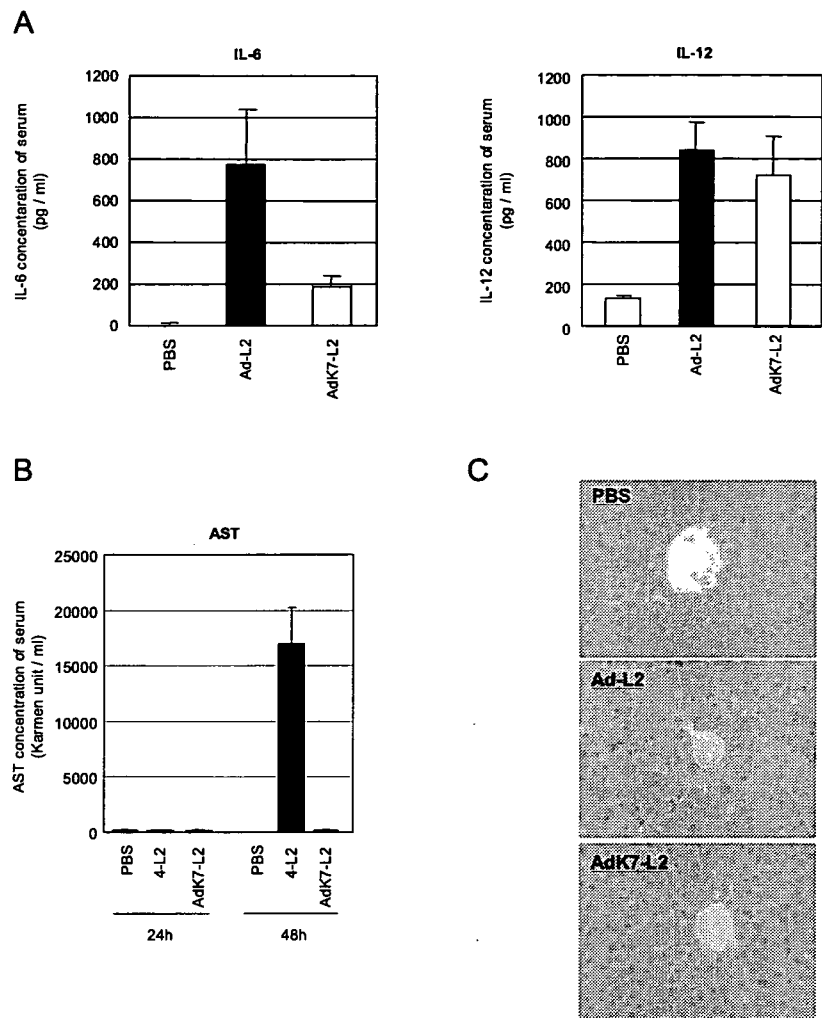 A
IL-6
IL-6 concentaration of serum
(pg / ml)
1200
1000
800
600
400
200
0
PBS
Ad-L2
AdK7-L2
IL-12
IL-12 concentaration of serum
(pg / ml)
1200
1000
800
600
400
200
0
PBS
Ad-L2
AdK7-L2
B
AST
AST concentration of serum
(Karmen unit / ml)
25000
20000
15000
10000
5000
0
PBS
4-L2
AdK7-L2
PBS
4-L2
AdK7-L2
24h
48h
C
PBS
Ad-L2
AdK7-L2